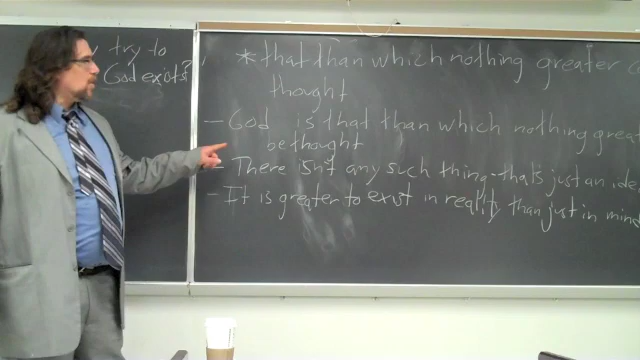 , try to
God exists?
* that than which nothing greater c
thought
- God is that than which nothing great
be thought
- There isn't any such thing - that's just an idea
- It is greater to exist in reality than just in mind